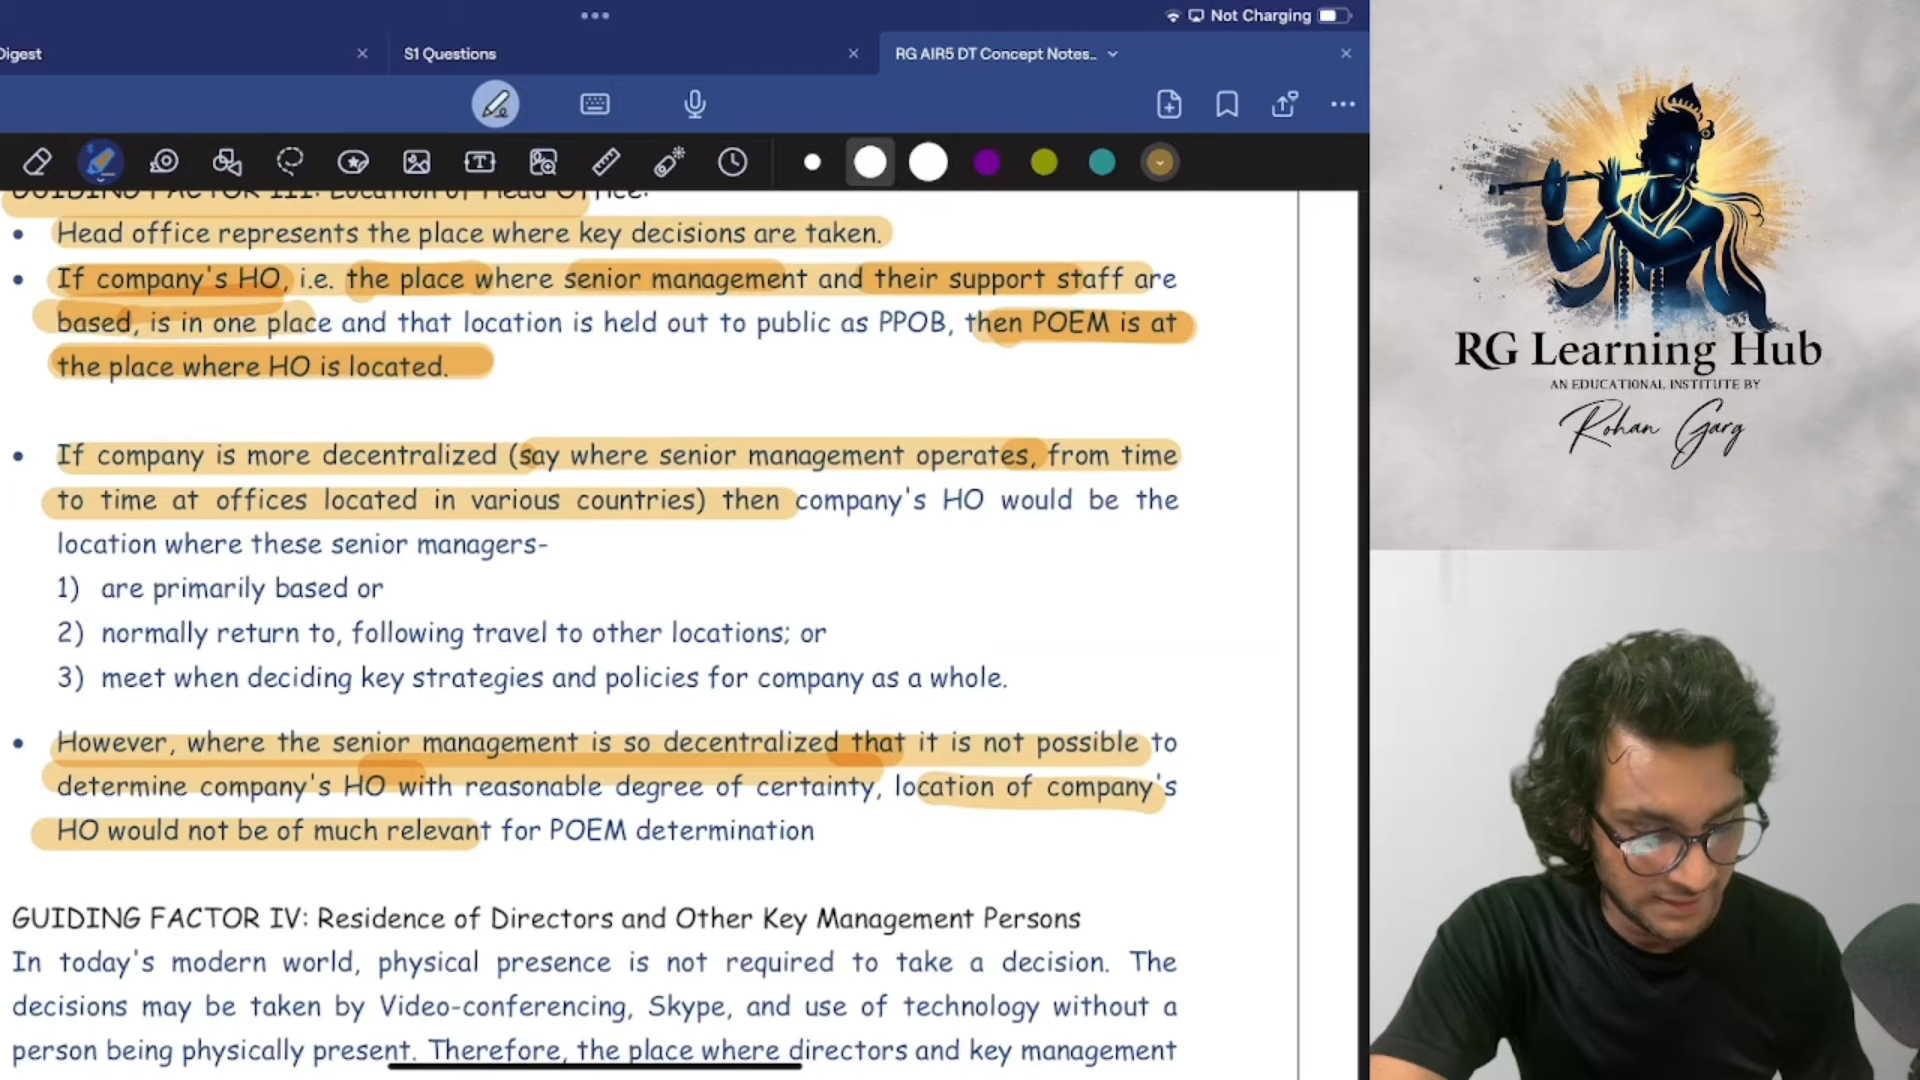 Not Charging
Digest
S1 Questions
RG AIR5 DT Concept Notes_
GUIDING FACTOR III: Location of Head Office:
• Head office represents the place where key decisions are taken.
• If company's HO, i.e. the place where senior management and their support staff are
based, is in one place and that location is held out to public as PPOB, then POEM is at
the place where HO is located.
• If company is more decentralized (say where senior management operates, from time
to time at offices located in various countries) then company's HO would be the
location where these senior managers-
1) are primarily based or
2) normally return to, following travel to other locations; or
3) meet when deciding key strategies and policies for company as a whole.
• However, where the senior management is so decentralized that it is not possible to
determine company's HO with reasonable degree of certainty, location of company's
HO would not be of much relevant for POEM determination
GUIDING FACTOR IV: Residence of Directors and Other Key Management Persons
In today's modern world, physical presence is not required to take a decision. The
decisions may be taken by Video-conferencing, Skype, and use of technology without a
person being physically present. Therefore, the place where directors and key management
RG Learning Hub
AN EDUCATIONAL INSTITUTE BY
Rohan Garg